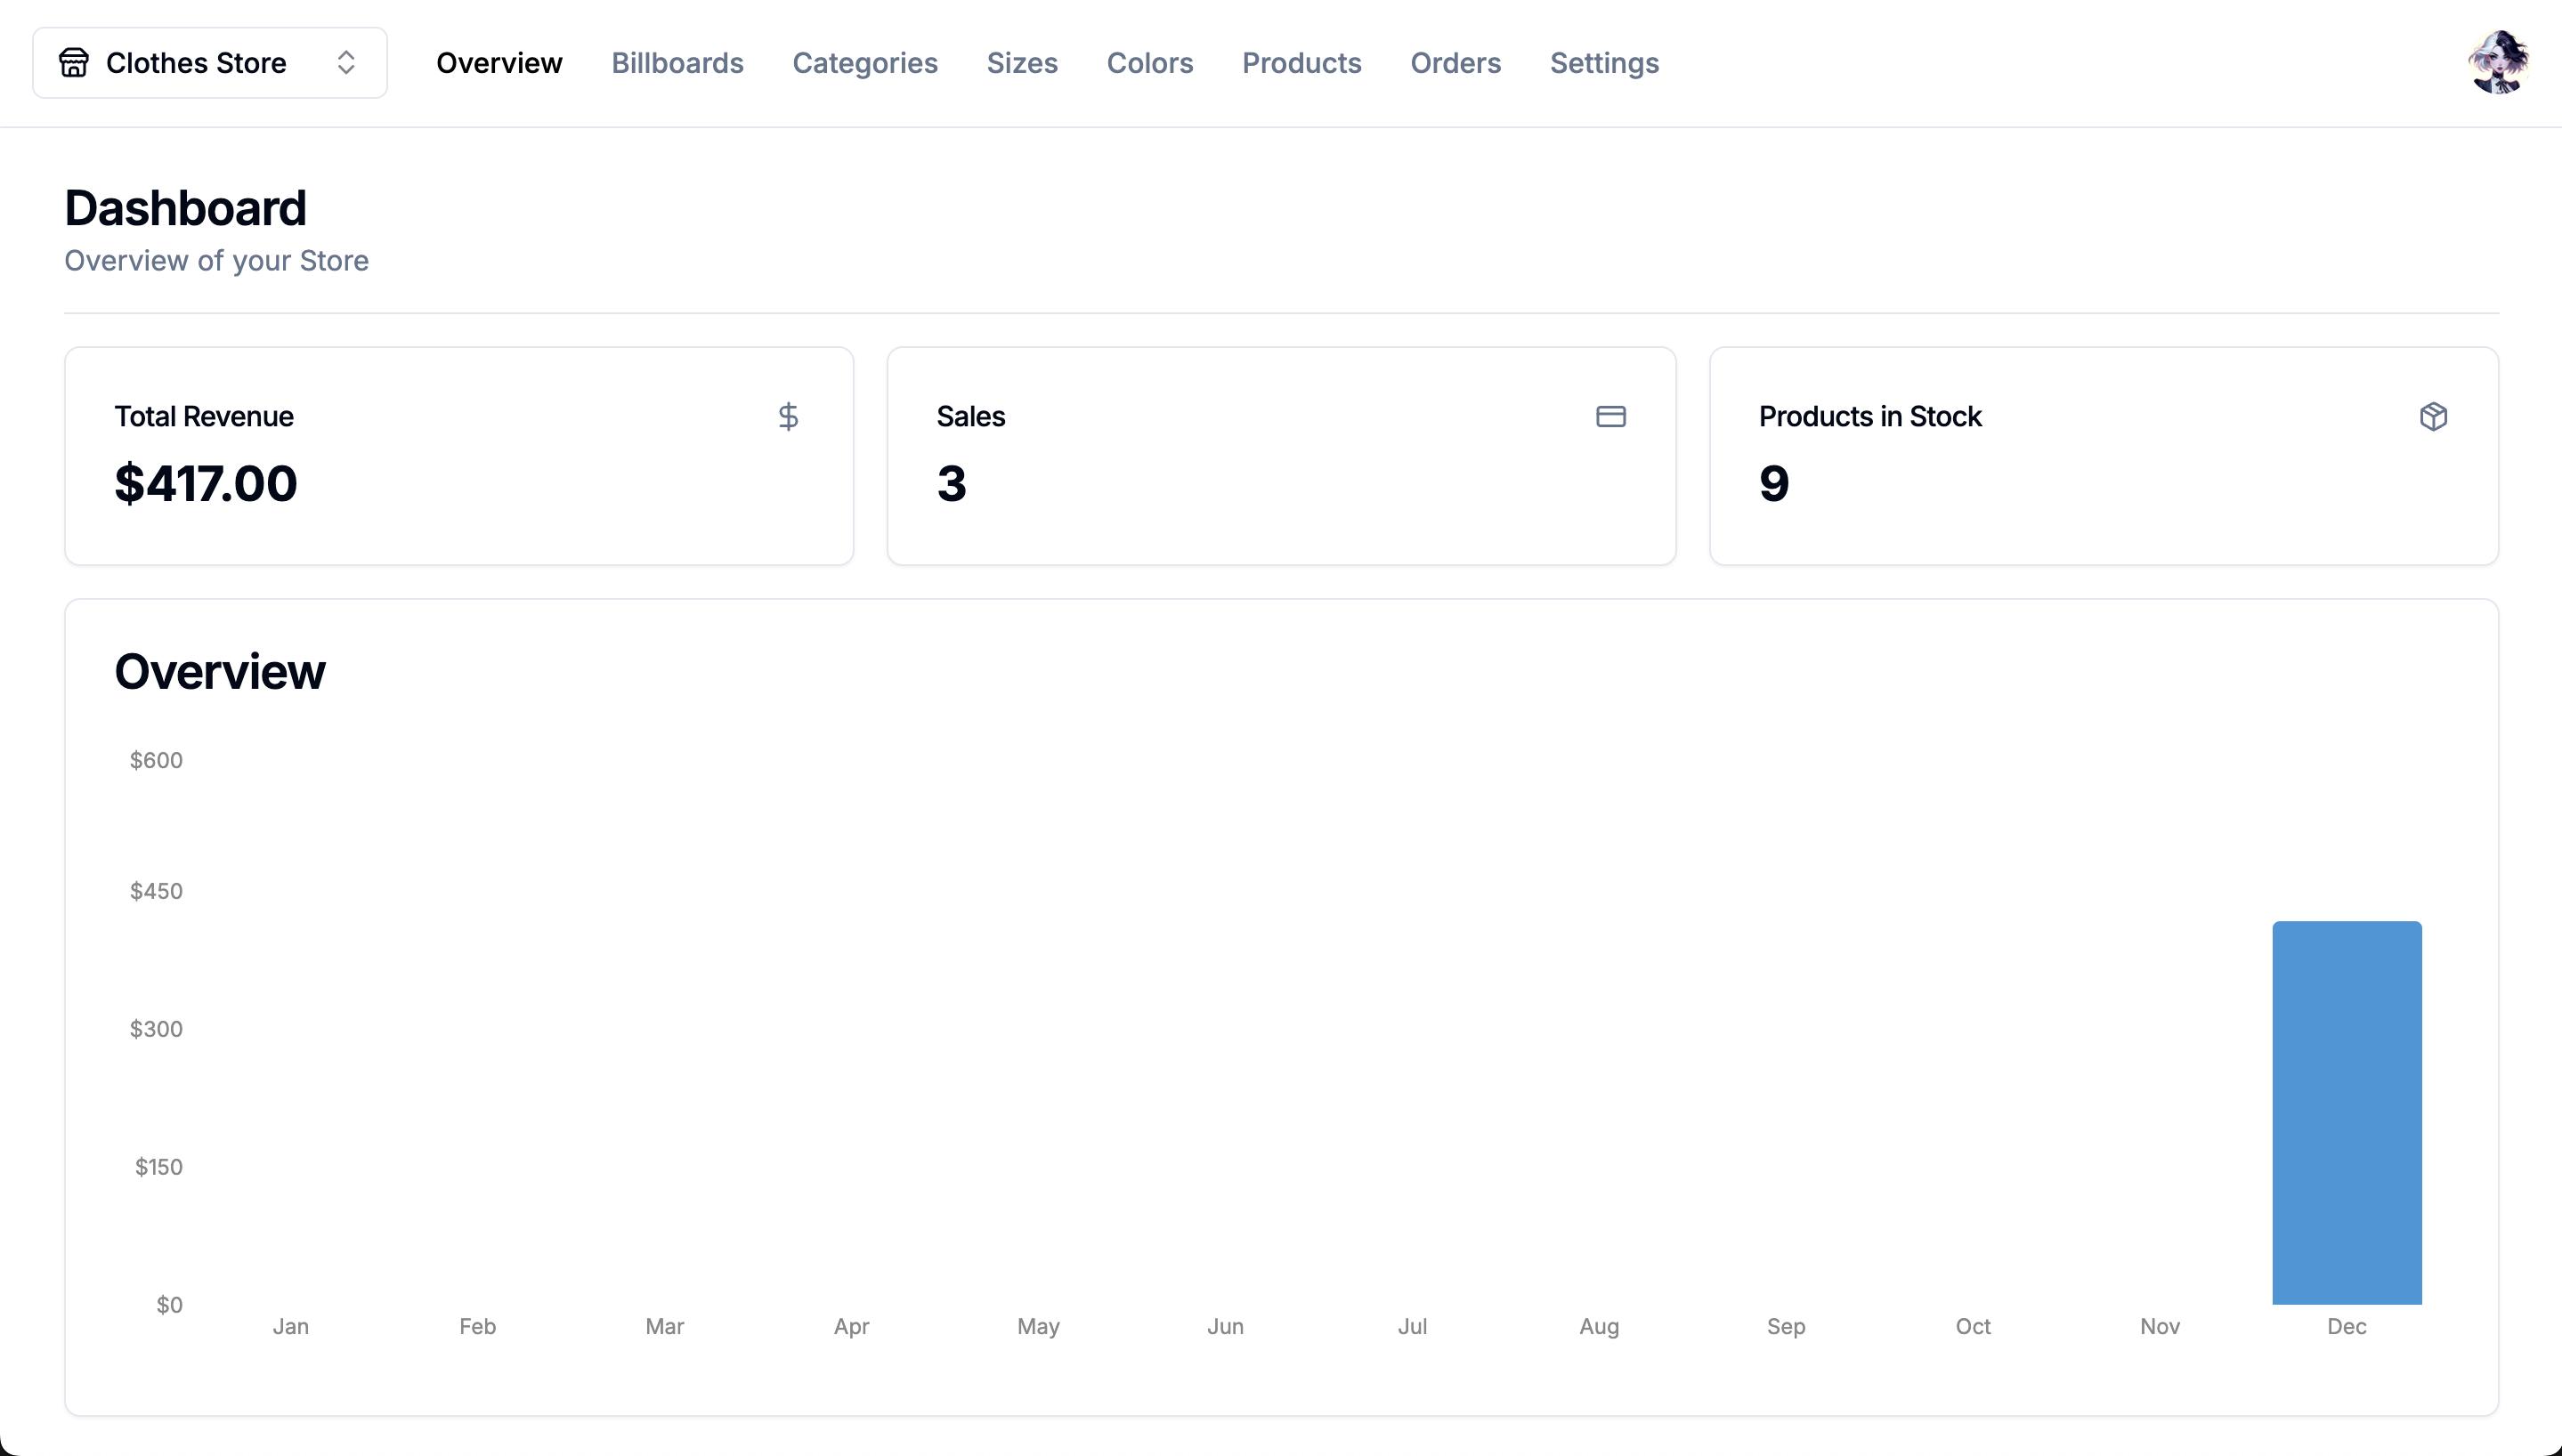 Clothes Store Overview Billboards Categories Sizes Colors Products Orders Settings
Dashboard
Overview of your Store
Total Revenue
$417.00
Sales
3
Products in Stock
9
Overview
$600
$450
$300
$150
$0
Jan Feb Mar Apr May Jun Jul Aug Sep Oct Nov Dec